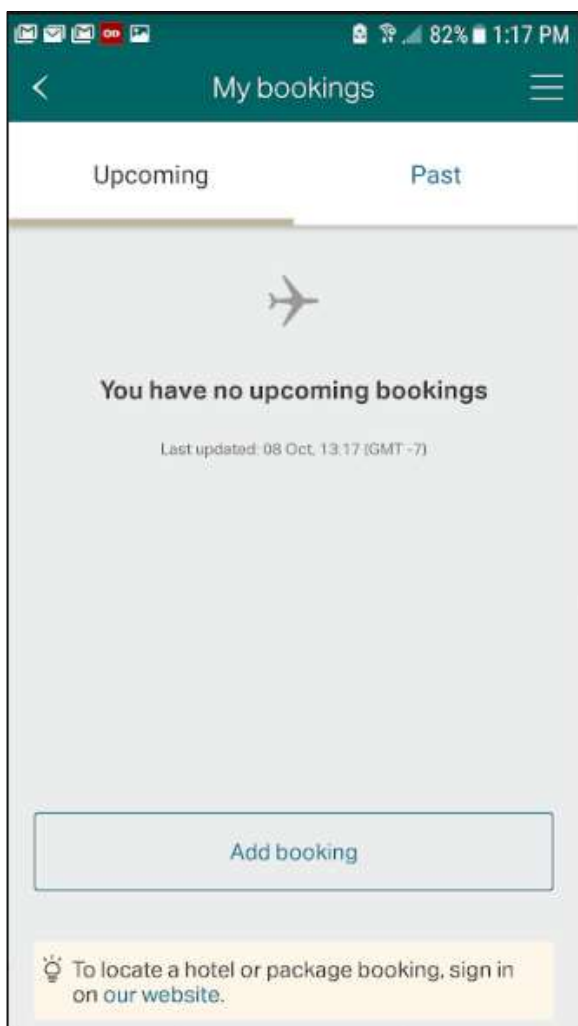 82% 1:17 PM
My bookings
Upcoming Past
You have no upcoming bookings
Last updated: 08 Oct, 13:17 (GMT -7)
Add booking
To locate a hotel or package booking, sign in
on our website.